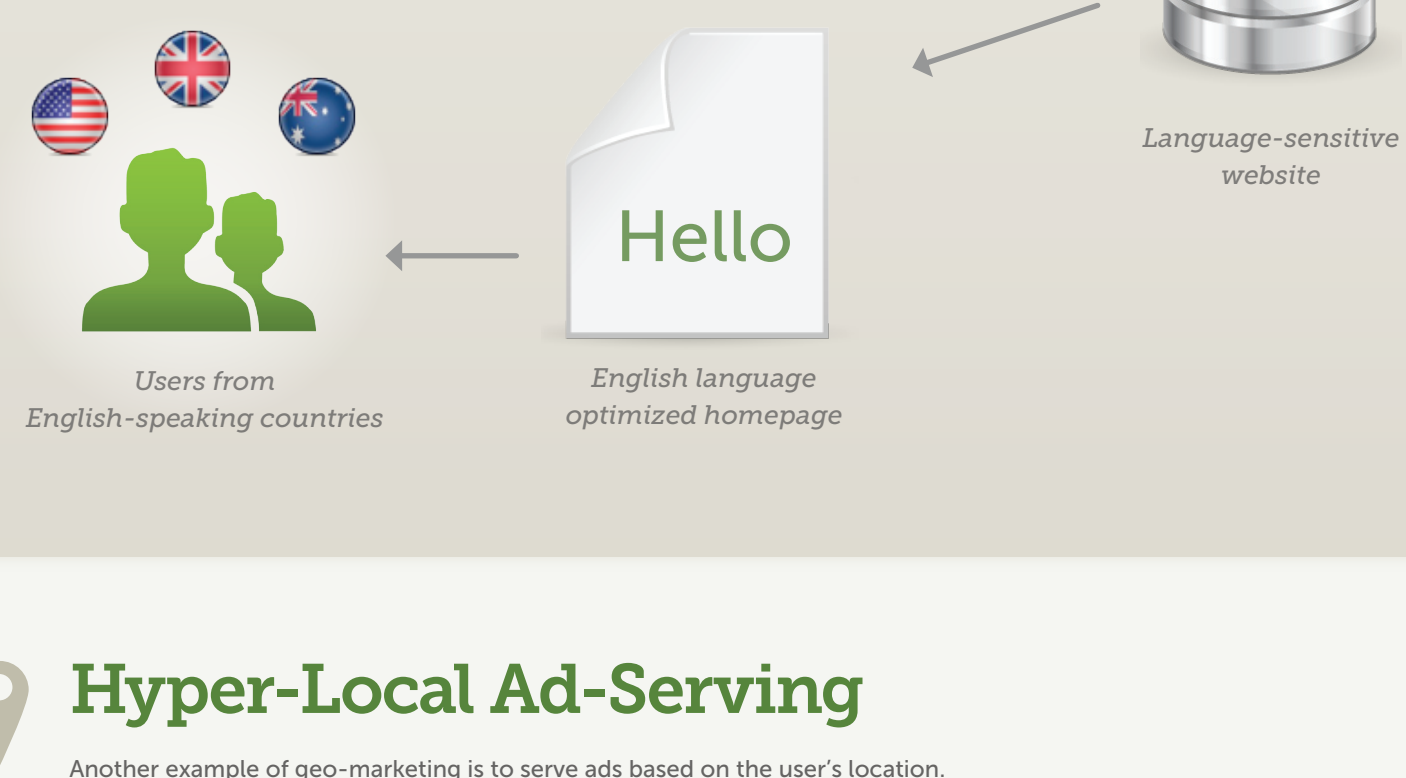 Language-sensitive
website
Hello
Users from
English-speaking countries
English language
optimized homepage
Hyper-Local Ad-Serving
Another example of geo-marketing is to serve ads based on the user’s location.